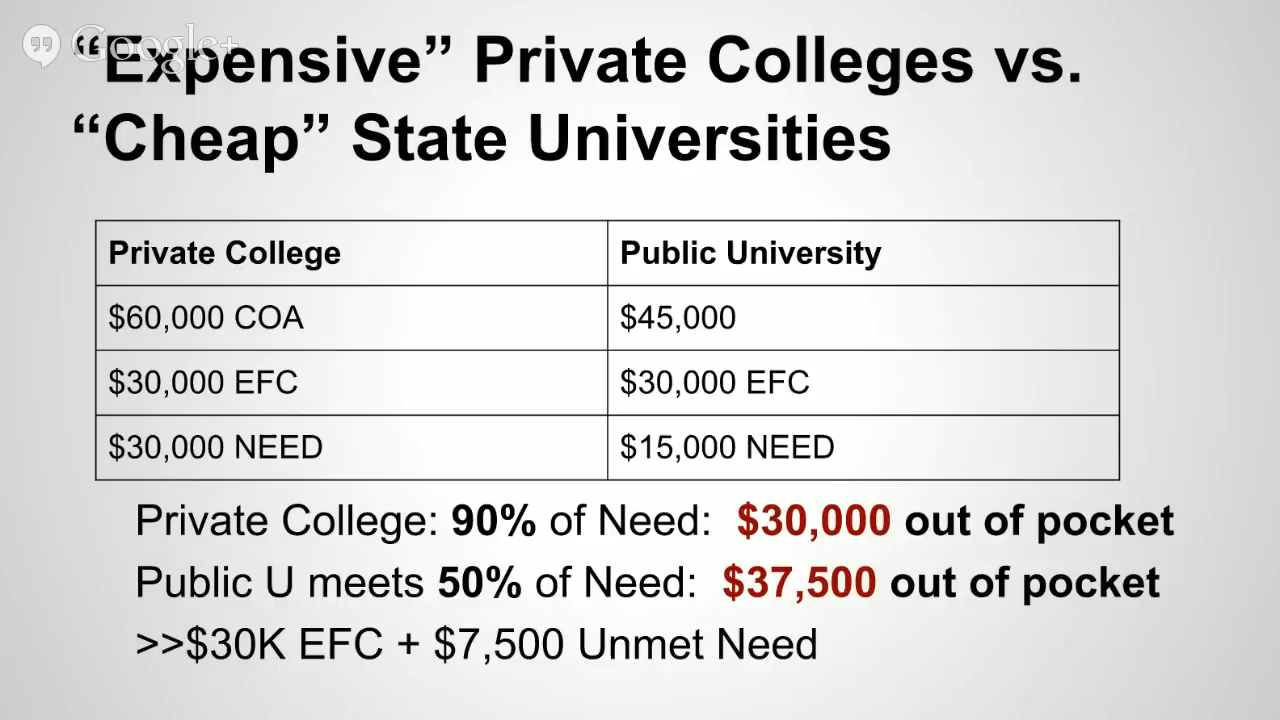 Google+
“Expensive” Private Colleges vs.
“Cheap” State Universities
Private College Public University
$60,000 COA $45,000
$30,000 EFC $30,000 EFC
$30,000 NEED $15,000 NEED
Private College: 90% of Need: $30,000 out of pocket
Public U meets 50% of Need: $37,500 out of pocket
>>$30K EFC + $7,500 Unmet Need